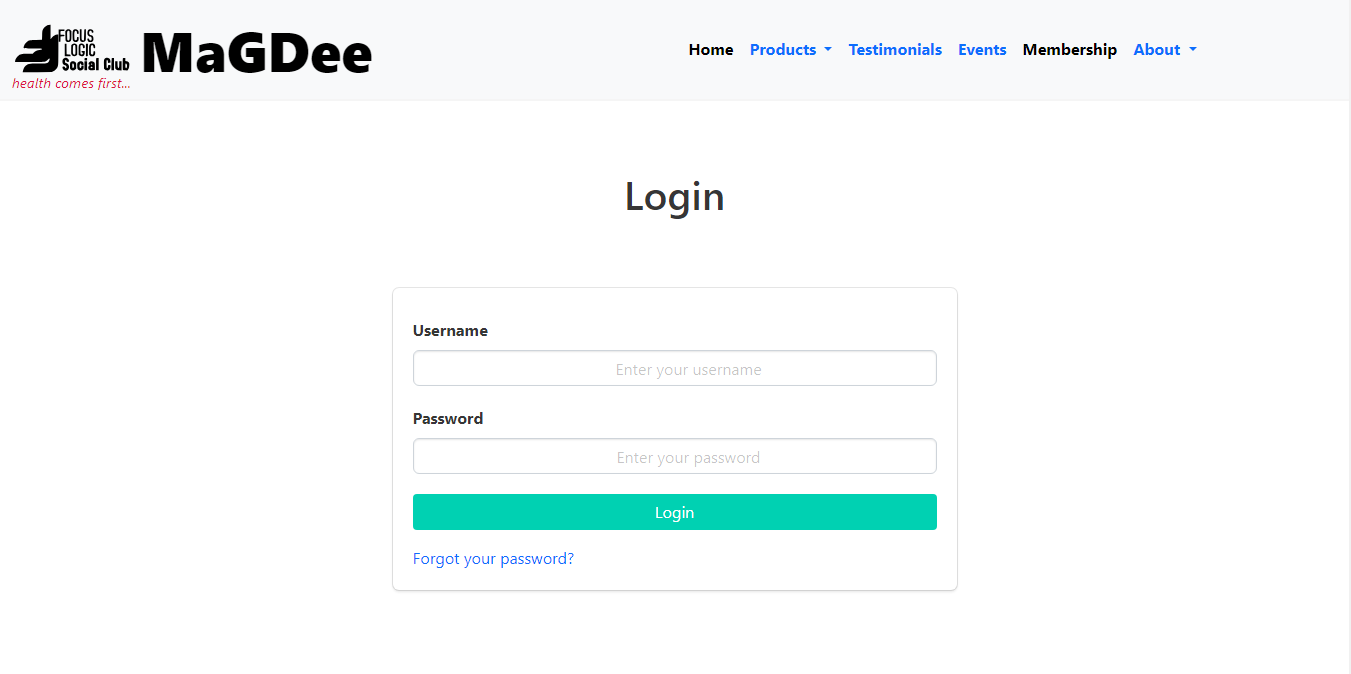 FOCUS
LOGIC
Social Club
health comes first...
MaGDee
Home Products Testimonials Events Membership About
Login
Username
Enter your username
Password
Enter your password
Login
Forgot your password?